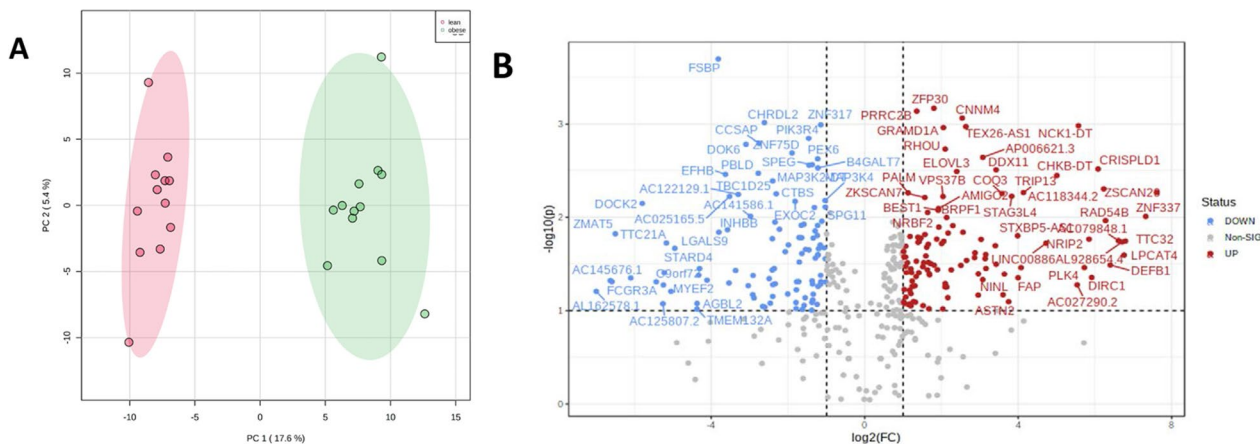 A
lean
obese
PC 2 ( 5.4 % )
10
5
0
-5
-10
-10
-5
0
5
10
15
PC 1 ( 17.6 %)
B
-log10(p)
3
2
1
0
FSBP
CHRDL2
ZNF317
CCSAP
PIK3R4
ZNF75D
DOK6
PEX6
SPEG
B4GALT7
PBLD
EFHB
TBC1D25
AC122129.1
CTBS
DOCK2
AC141586.1
AC025165.5
EXOC2
SPG11
INHBB
ZMAT5
TTC21A
LGALS9
STARD4
AC145676.1
C9orf72
FCGR3A
MYEF2
AL162578.1
AGBL2
AC125807.2
TMEM132A
ZFP30
PRRC2B
CNNM4
GRAMD1A
TEX26-AS1
NCK1-DT
RHOU
AP006621.3
ELOVL3
DDX11
CHKB-DT
CRISPLD1
PALM
VPS37B
COQ3
TRIP13
ZKSCAN7
AMIGO2
AC118344.2
ZSCAN26
BEST1
BRPF1
STAG3L4
RAD54B
ZNF337
NRBF2
STXBP5-AS1
AC079848.1
NRIP2
TTC32
LINC00886
AL928654.4
LPCAT4
PLK4
DEFB1
NINL
FAP
DIRC1
AC027290.2
ASTN2
-4
0
4
8
log2(FC)
Status
DOWN
Non-SIG
UP